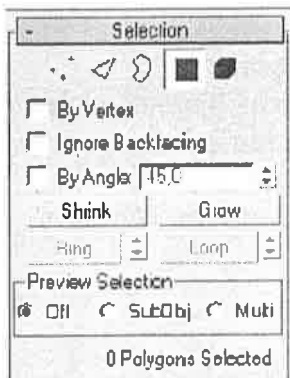 - Selection
By Vertex
Ignore Backfacing
By Angle: 45,0
Shrink Grow
Ring Loop
Preview Selection
Off SubObj Multi
0 Polygons Selected